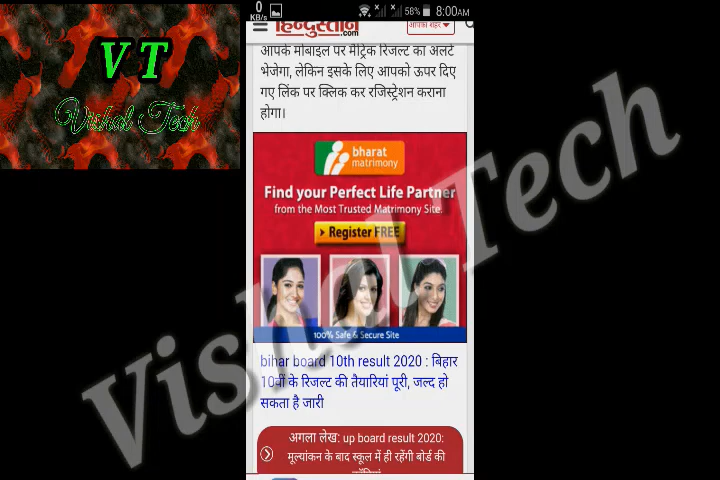 VT
Vishal Tech
0
KB/s
58%
8:00AM
हिन्दुस्तान
.com
आपका शहर
आपके मोबाइल पर मैट्रिक रिजल्ट का अलर्ट
भेजेगा, लेकिन इसके लिए आपको ऊपर दिए
गए लिंक पर क्लिक कर रजिस्ट्रेशन कराना
होगा।
bharat
matrimony
Find your Perfect Life Partner
from the Most Trusted Matrimony Site.
Register FREE
100% Safe & Secure Site
bihar board 10th result 2020 : बिहार
10वीं के रिजल्ट की तैयारियां पूरी, जल्द हो
सकता है जारी
अगला लेख: up board result 2020:
मूल्यांकन के बाद स्कूल में ही रहेंगी बोर्ड की
Vishal Tech